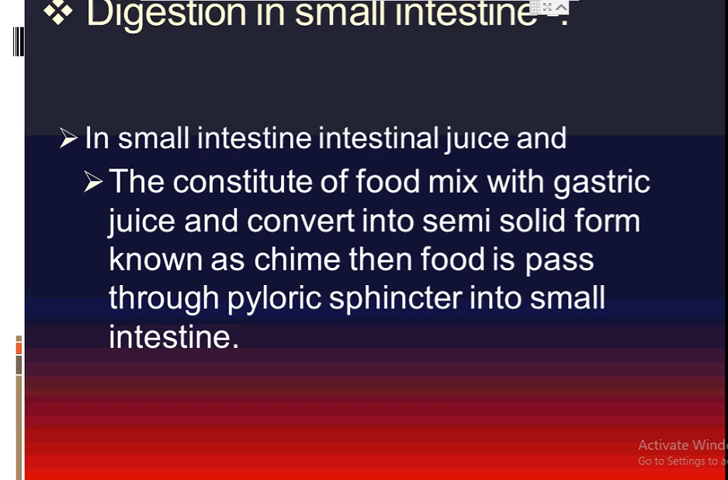 ❖ Digestion in small intestine - :
➢ In small intestine intestinal juice and
➢ The constitute of food mix with gastric
juice and convert into semi solid form
known as chime then food is pass
through pyloric sphincter into small
intestine.
Activate Wind
Go to Settings to a